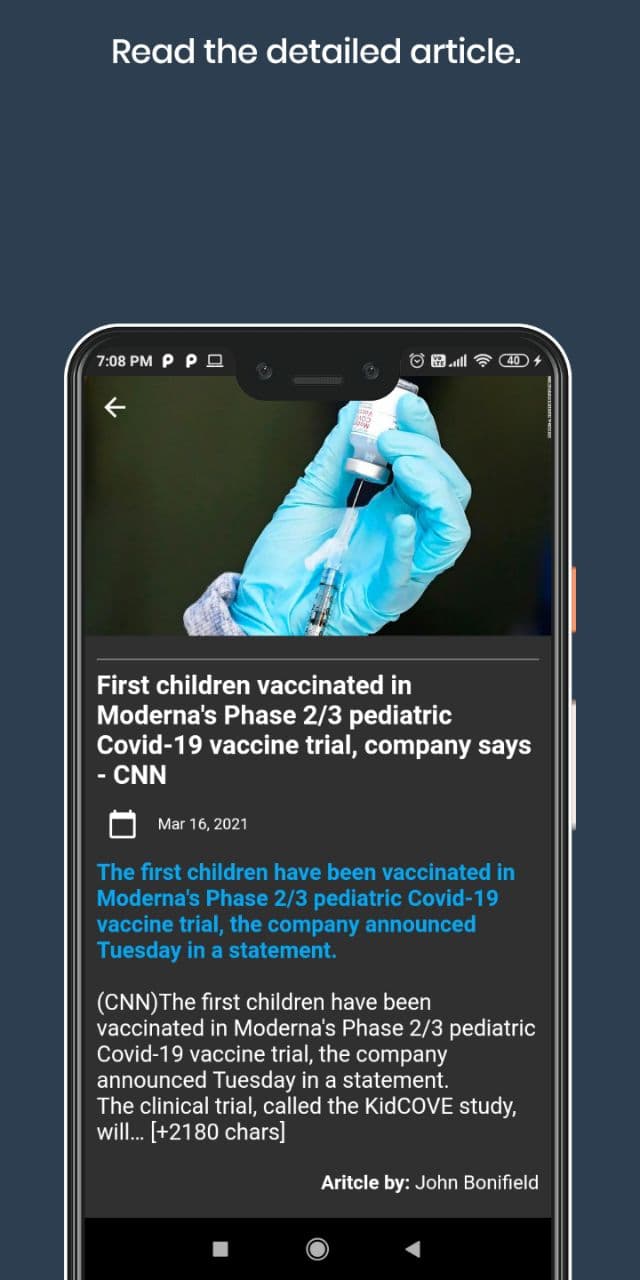 Read the detailed article.
7:08 PM
40
First children vaccinated in
Moderna's Phase 2/3 pediatric
Covid-19 vaccine trial, company says
- CNN
Mar 16, 2021
The first children have been vaccinated in
Moderna's Phase 2/3 pediatric Covid-19
vaccine trial, the company announced
Tuesday in a statement.
(CNN)The first children have been
vaccinated in Moderna's Phase 2/3 pediatric
Covid-19 vaccine trial, the company
announced Tuesday in a statement.
The clinical trial, called the KidCOVE study,
will... [+2180 chars]
Aritcle by: John Bonifield